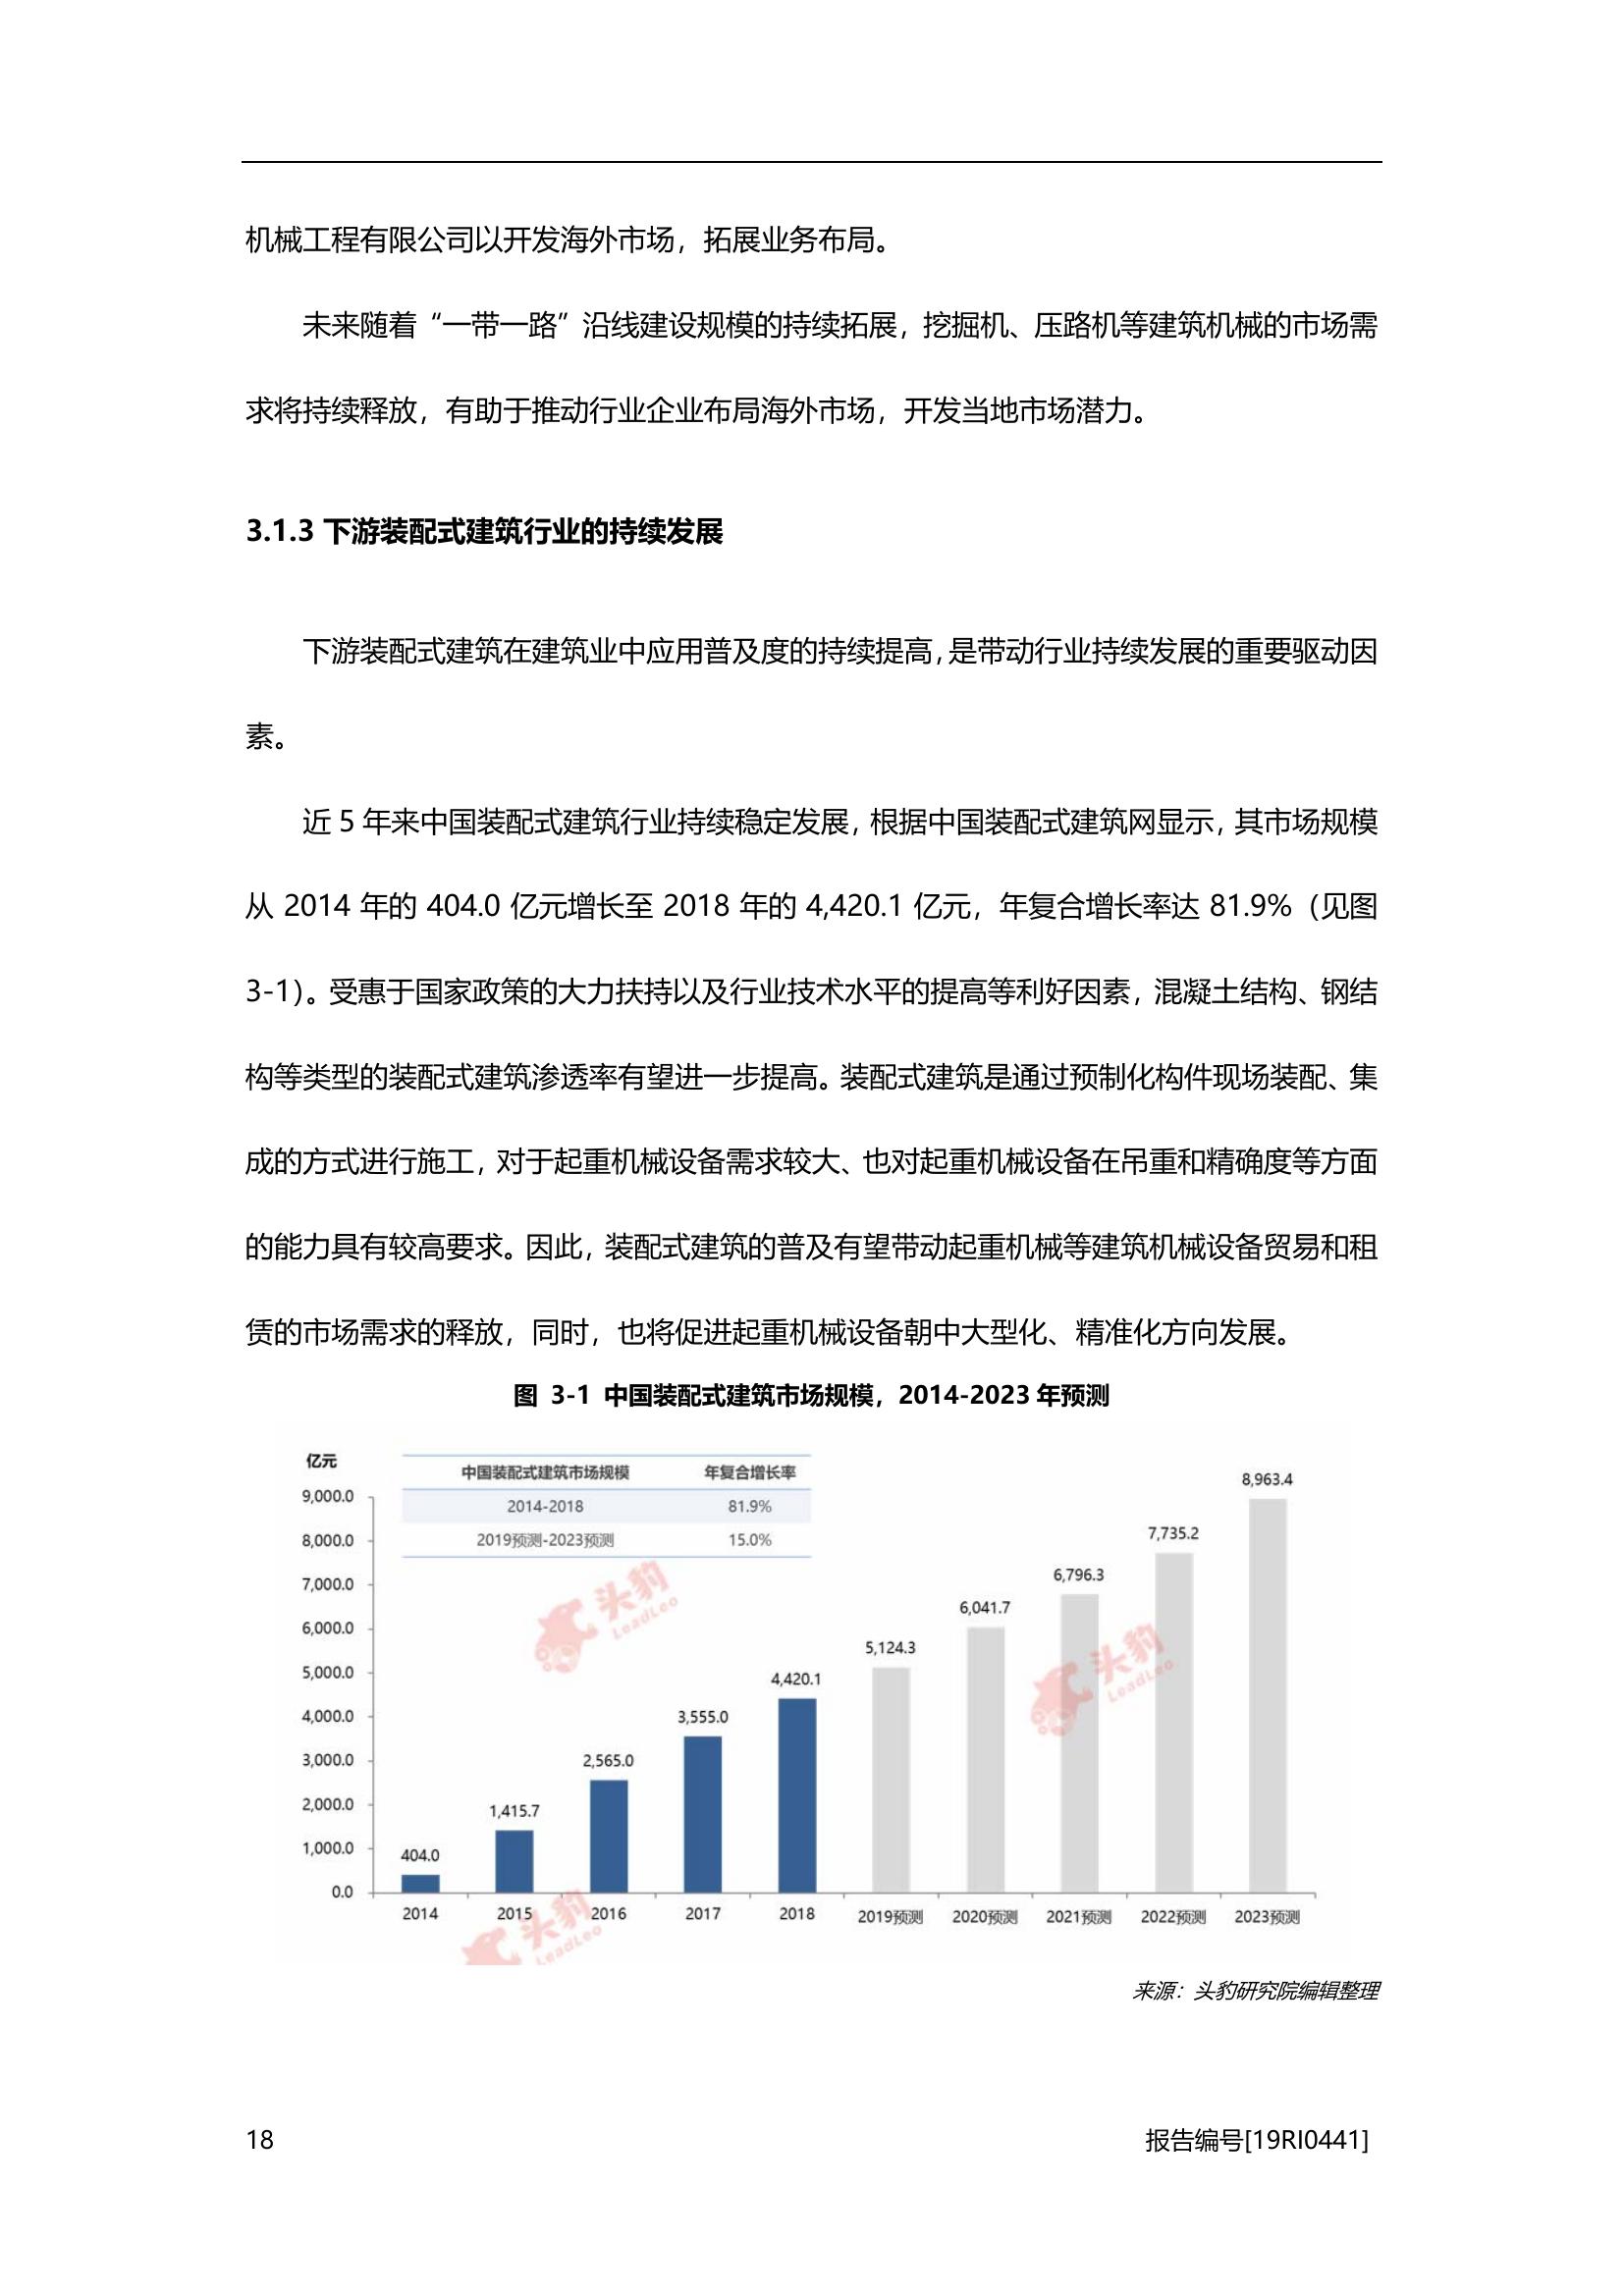 机械工程有限公司以开发海外市场，拓展业务布局。
未来随着“一带一路”沿线建设规模的持续拓展，挖掘机、压路机等建筑机械的市场需
求将持续释放，有助于推动行业企业布局海外市场，开发当地市场潜力。
3.1.3 下游装配式建筑行业的持续发展
下游装配式建筑在建筑业中应用普及度的持续提高，是带动行业持续发展的重要驱动因
素。
近 5 年来中国装配式建筑行业持续稳定发展，根据中国装配式建筑网显示，其市场规模
从 2014 年的 404.0 亿元增长至 2018 年的 4,420.1 亿元，年复合增长率达 81.9%（见图
3-1）。受惠于国家政策的大力扶持以及行业技术水平的提高等利好因素，混凝土结构、钢结
构等类型的装配式建筑渗透率有望进一步提高。装配式建筑是通过预制化构件现场装配、集
成的方式进行施工，对于起重机械设备需求较大、也对起重机械设备在吊重和精确度等方面
的能力具有较高要求。因此，装配式建筑的普及有望带动起重机械等建筑机械设备贸易和租
赁的市场需求的释放，同时，也将促进起重机械设备朝中大型化、精准化方向发展。
图 3-1 中国装配式建筑市场规模，2014-2023 年预测
亿元
中国装配式建筑市场规模 年复合增长率
2014-2018 81.9%
2019预测-2023预测 15.0%
9,000.0
8,000.0
7,000.0
6,000.0
5,000.0
4,000.0
3,000.0
2,000.0
1,000.0
0.0
404.0
1,415.7
2,565.0
3,555.0
4,420.1
5,124.3
6,041.7
6,796.3
7,735.2
8,963.4
2014 2015 2016 2017 2018 2019预测 2020预测 2021预测 2022预测 2023预测
头豹
LeadLeo
头豹
LeadLeo
头豹
LeadLeo
来源：头豹研究院编辑整理
18 报告编号[19RI0441]